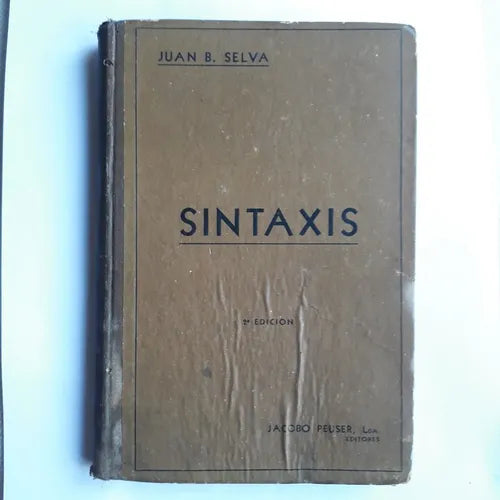 JUAN B. SELVA
SINTAXIS
2ª EDICIÓN
JACOBO PEUSER, LDA.
EDITORES